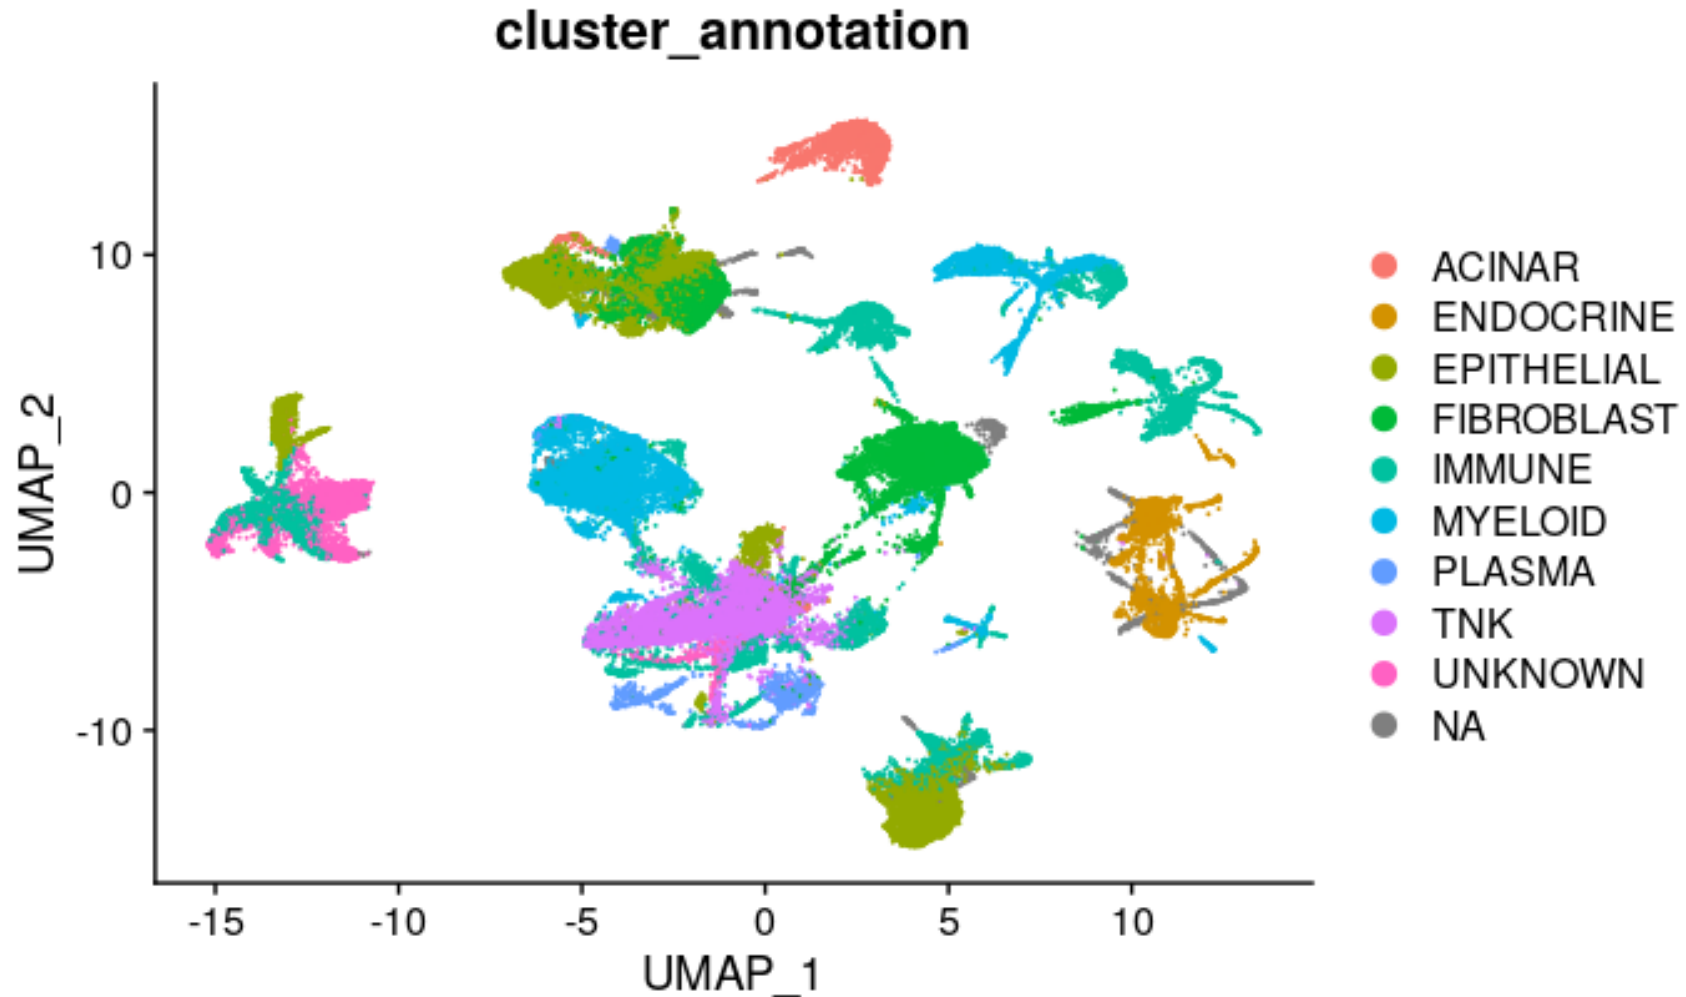 cluster_annotation
UMAP_2
10
0
-10
-15
-10
-5
0
5
10
UMAP_1
ACINAR
ENDOCRINE
EPITHELIAL
FIBROBLAST
IMMUNE
MYELOID
PLASMA
TNK
UNKNOWN
NA